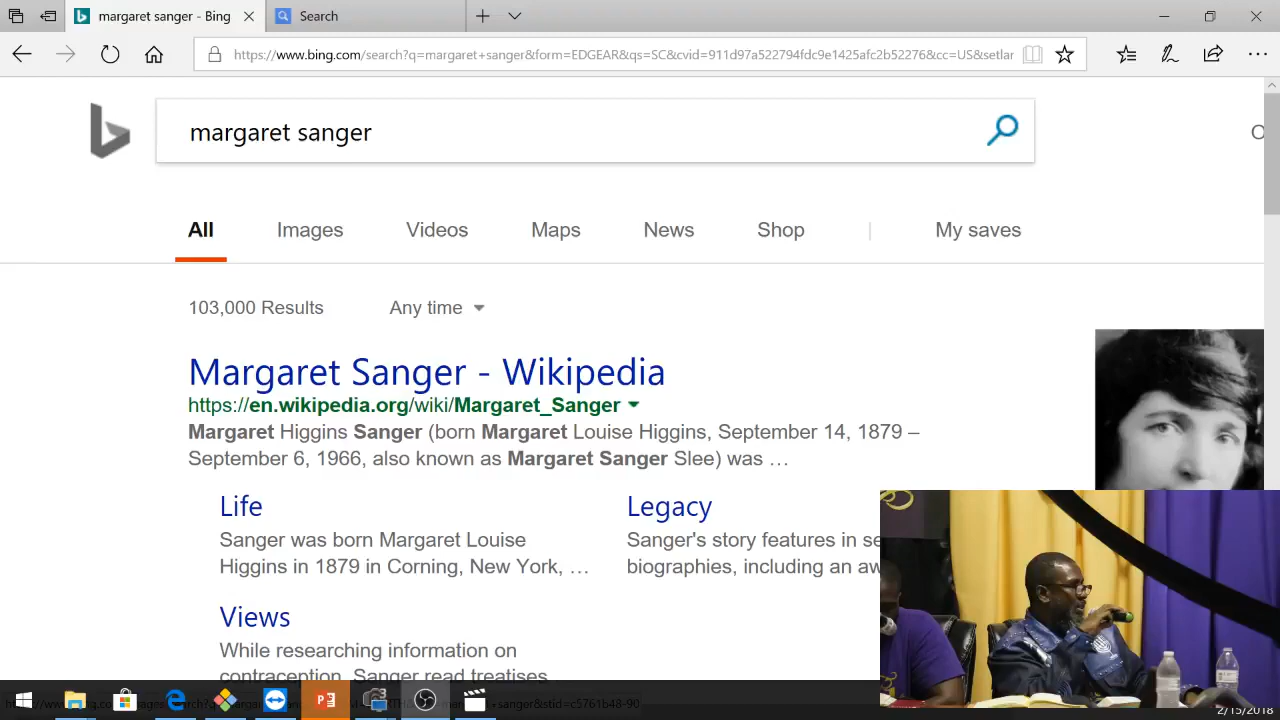 margaret sanger - Bing
Search
https://www.bing.com/search?q=margaret+sanger&form=EDGEAR&qs=SC&cvid=911d97a522794fdc9e1425afc2b52276&cc=US&setlar
margaret sanger
All Images Videos Maps News Shop | My saves
103,000 Results Any time
Margaret Sanger - Wikipedia
https://en.wikipedia.org/wiki/Margaret_Sanger
Margaret Higgins Sanger (born Margaret Louise Higgins, September 14, 1879 –
September 6, 1966, also known as Margaret Sanger Slee) was …
Life
Sanger was born Margaret Louise
Higgins in 1879 in Corning, New York, …
Legacy
Sanger's story features in se
biographies, including an aw
Views
While researching information on
contraception, Sanger read treatises
2/15/2018